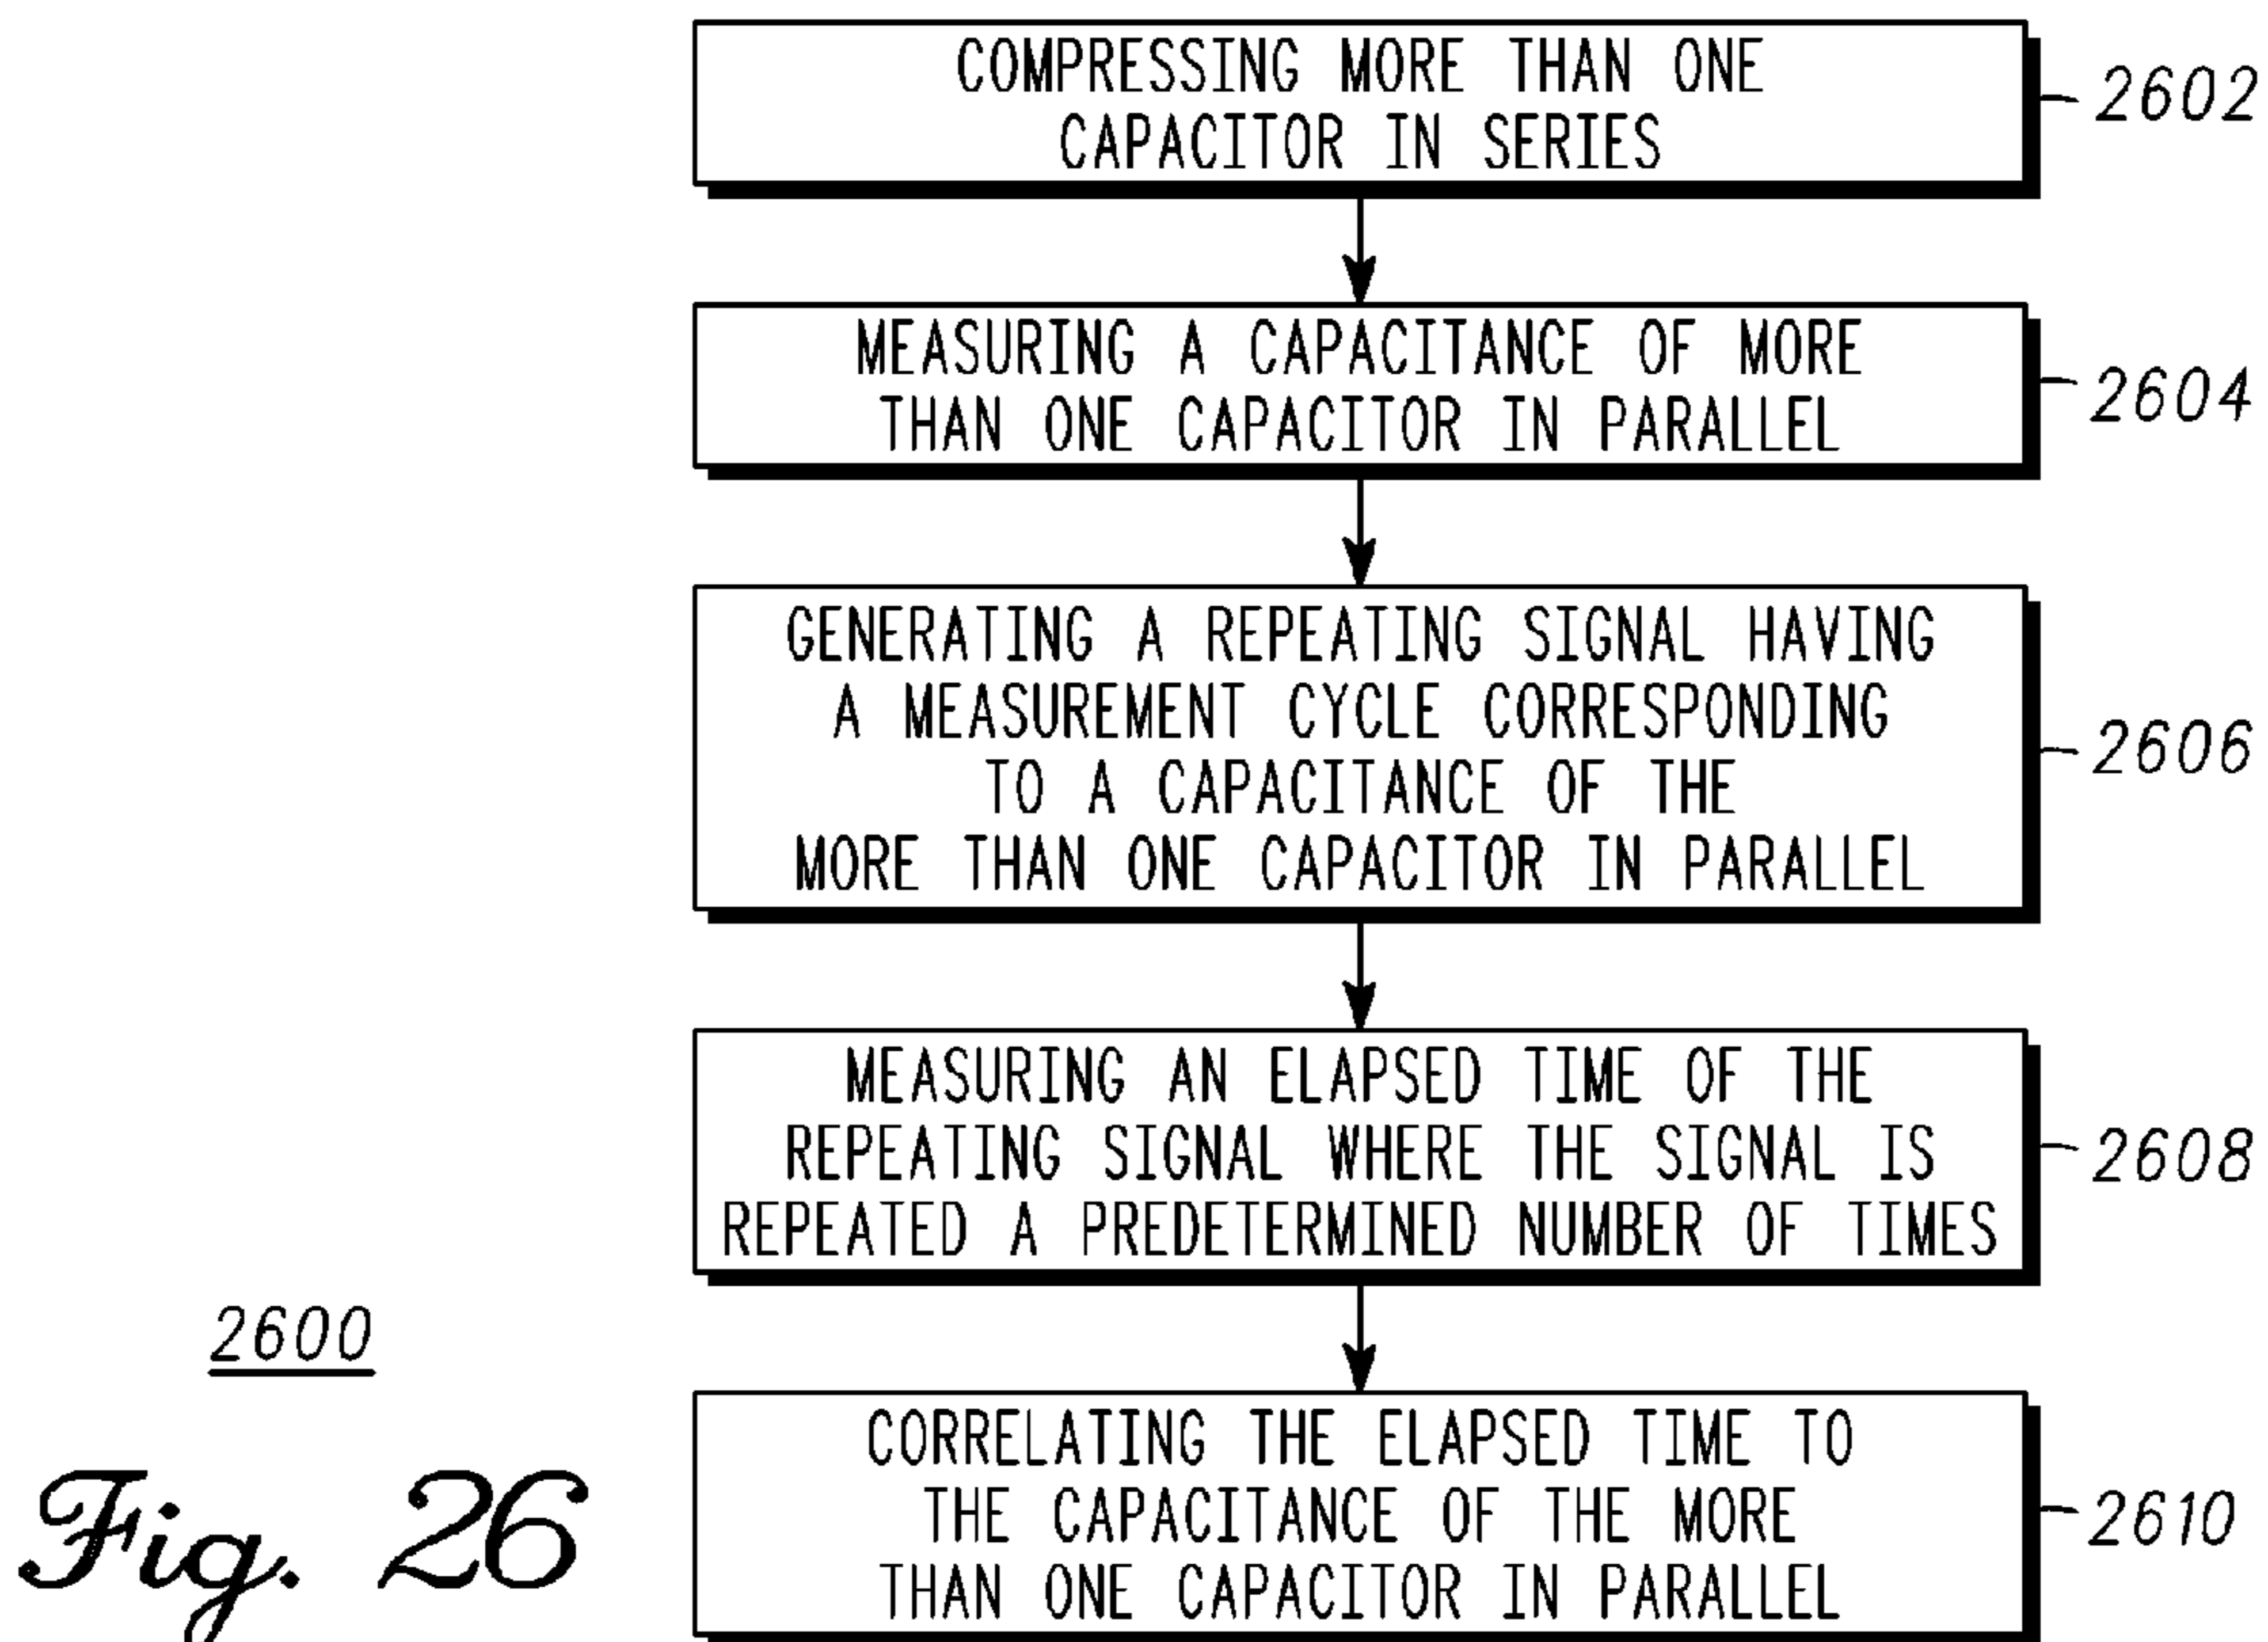 COMPRESSING MORE THAN ONE
CAPACITOR IN SERIES
2602
MEASURING A CAPACITANCE OF MORE
THAN ONE CAPACITOR IN PARALLEL
2604
GENERATING A REPEATING SIGNAL HAVING
A MEASUREMENT CYCLE CORRESPONDING
TO A CAPACITANCE OF THE
MORE THAN ONE CAPACITOR IN PARALLEL
2606
MEASURING AN ELAPSED TIME OF THE
REPEATING SIGNAL WHERE THE SIGNAL IS
REPEATED A PREDETERMINED NUMBER OF TIMES
2608
CORRELATING THE ELAPSED TIME TO
THE CAPACITANCE OF THE MORE
THAN ONE CAPACITOR IN PARALLEL
2610
2600
Fig. 26